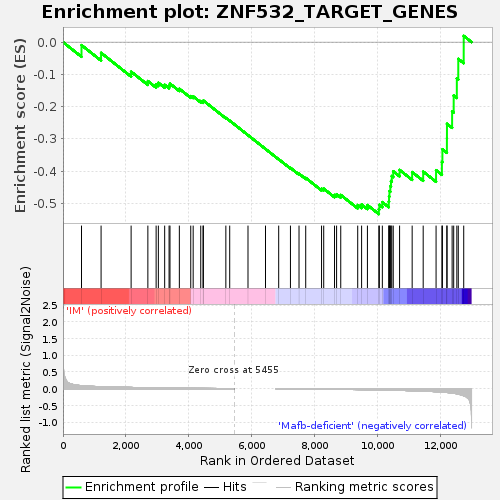 Enrichment plot: ZNF532_TARGET_GENES
Enrichment score (ES)
0.0
-0.1
-0.2
-0.3
-0.4
-0.5
'IM' (positively correlated)
Ranked list metric (Signal2Noise)
2.5
2.0
1.5
1.0
0.5
0.0
-0.5
-1.0
Zero cross at 5455
'Mafb-deficient' (negatively correlated)
0
2,000
4,000
6,000
8,000
10,000
12,000
Rank in Ordered Dataset
Enrichment profile
Hits
Ranking metric scores